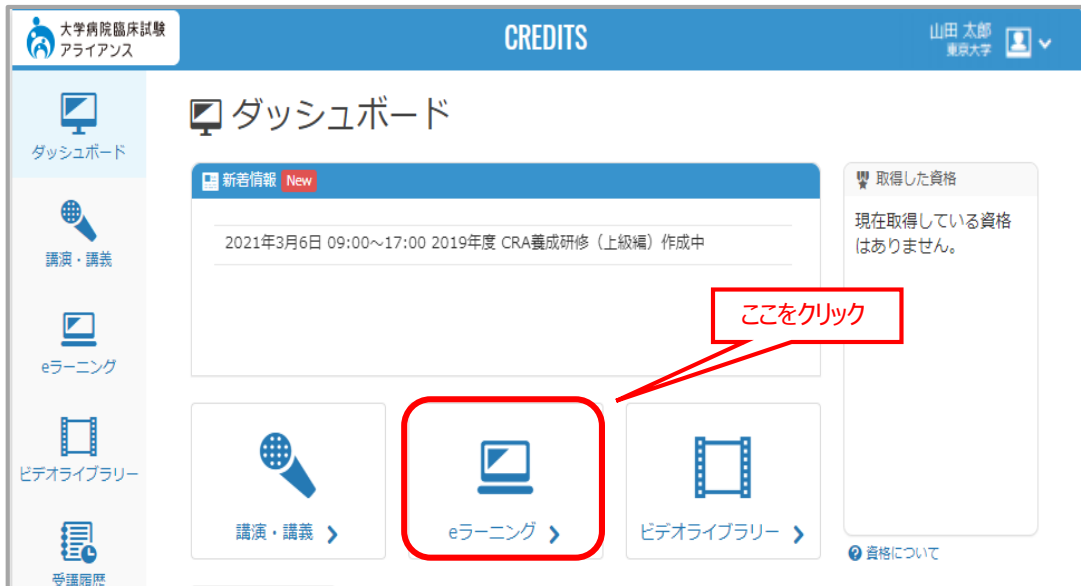 大学病院臨床試験
アライアンス
CREDITS
山田 太郎
東京大学
ダッシュボード
講演・講義
eラーニング
ビデオライブラリー
受講履歴
ダッシュボード
新着情報 New
2021年3月6日 09:00～17:00 2019年度 CRA養成研修（上級編）作成中
取得した資格
現在取得している資格
はありません。
ここをクリック
講演・講義
eラーニング
ビデオライブラリー
資格について